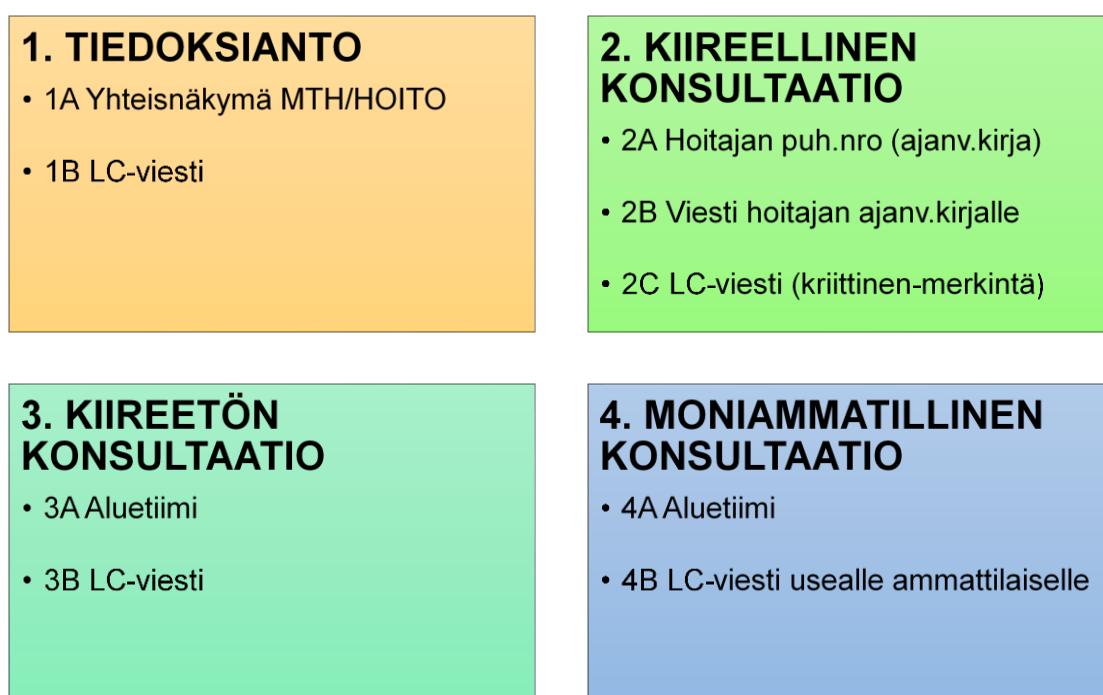 1. TIEDOKSIANTO
• 1A Yhteisnäkymä MTH/HOITO
• 1B LC-viesti
2. KIIREELLINEN
KONSULTAATIO
• 2A Hoitajan puh.nro (ajanv.kirja)
• 2B Viesti hoitajan ajanv.kirjalle
• 2C LC-viesti (kriittinen-merkintä)
3. KIIREETÖN
KONSULTAATIO
• 3A Aluetiimi
• 3B LC-viesti
4. MONIAMMATILLINEN
KONSULTAATIO
• 4A Aluetiimi
• 4B LC-viesti usealle ammattilaiselle